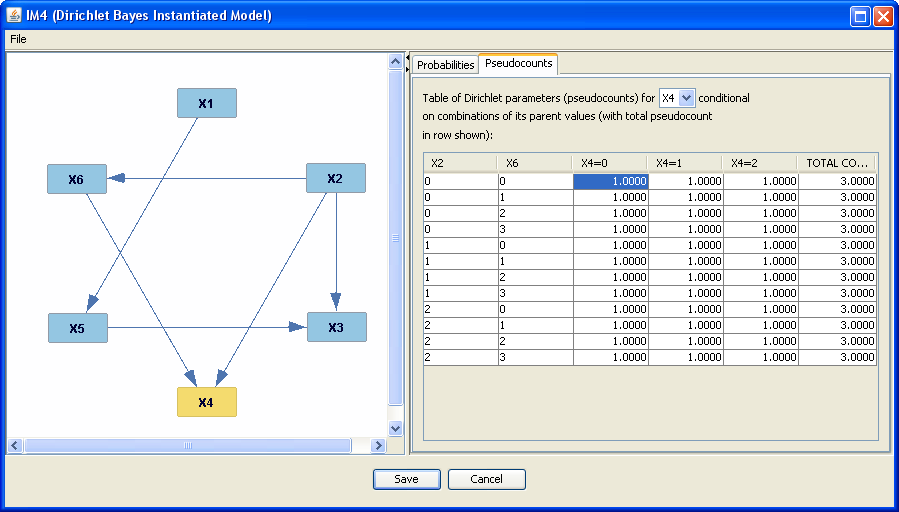 IM4 (Dirichlet Bayes Instantiated Model)
File
X1
X6
X2
X5
X3
X4
Probabilities
Pseudocounts
Table of Dirichlet parameters (pseudocounts) for X4 conditional
on combinations of its parent values (with total pseudocount
in row shown):
X2 X6 X4=0 X4=1 X4=2 TOTAL CO...
0 0 1.0000 1.0000 1.0000 3.0000
0 1 1.0000 1.0000 1.0000 3.0000
0 2 1.0000 1.0000 1.0000 3.0000
0 3 1.0000 1.0000 1.0000 3.0000
1 0 1.0000 1.0000 1.0000 3.0000
1 1 1.0000 1.0000 1.0000 3.0000
1 2 1.0000 1.0000 1.0000 3.0000
1 3 1.0000 1.0000 1.0000 3.0000
2 0 1.0000 1.0000 1.0000 3.0000
2 1 1.0000 1.0000 1.0000 3.0000
2 2 1.0000 1.0000 1.0000 3.0000
2 3 1.0000 1.0000 1.0000 3.0000
Save Cancel